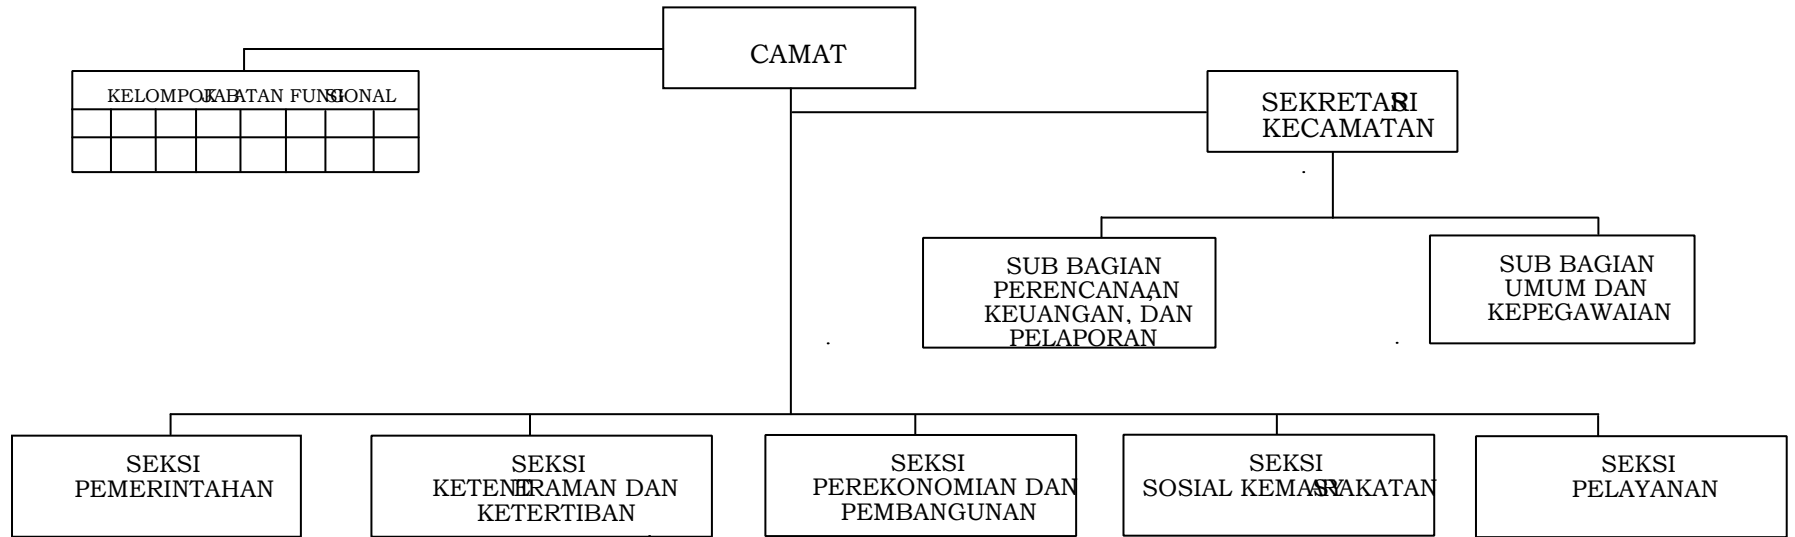 CAMAT
KELOMPOK JABATAN FUNGSIONAL
SEKRETARIS
KECAMATAN
SUB BAGIAN
PERENCANAAN,
KEUANGAN, DAN
PELAPORAN
SUB BAGIAN
UMUM DAN
KEPEGAWAIAN
SEKSI
PEMERINTAHAN
SEKSI
KETENTERAMAN DAN
KETERTIBAN
SEKSI
PEREKONOMIAN DAN
PEMBANGUNAN
SEKSI
SOSIAL KEMASYARAKATAN
SEKSI
PELAYANAN